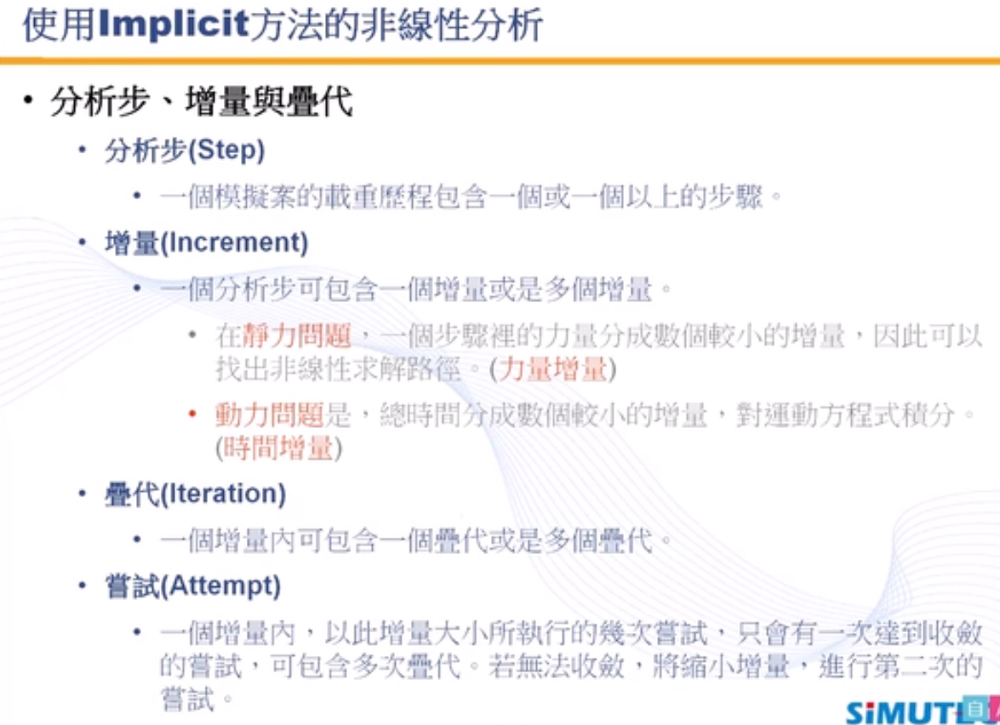 使用Implicit方法的非線性分析
• 分析步、增量與疊代
• 分析步(Step)
• 一個模擬案的載重歷程包含一個或一個以上的步驟。
• 增量(Increment)
• 一個分析步可包含一個增量或是多個增量。
• 在靜力問題，一個步驟裡的力量分成數個較小的增量，因此可以
找出非線性求解路徑。(力量增量)
• 動力問題是，總時間分成數個較小的增量，對運動方程式積分。
(時間增量)
• 疊代(Iteration)
• 一個增量內可包含一個疊代或是多個疊代。
• 嘗試(Attempt)
• 一個增量內，以此增量大小所執行的幾次嘗試，只會有一次達到收斂
的嘗試，可包含多次疊代。若無法收斂，將縮小增量，進行第二次的
嘗試。
自